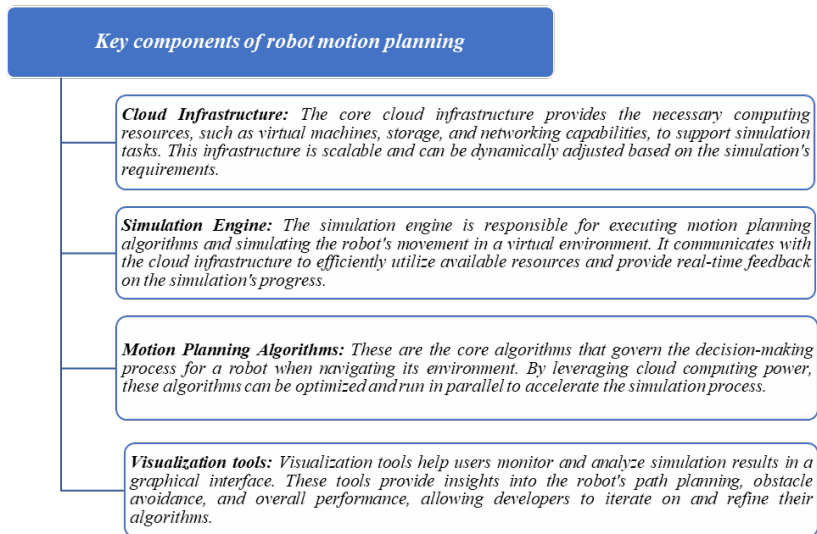 Key components of robot motion planning
Cloud Infrastructure: The core cloud infrastructure provides the necessary computing
resources, such as virtual machines, storage, and networking capabilities, to support simulation
tasks. This infrastructure is scalable and can be dynamically adjusted based on the simulation's
requirements.
Simulation Engine: The simulation engine is responsible for executing motion planning
algorithms and simulating the robot's movement in a virtual environment. It communicates with
the cloud infrastructure to efficiently utilize available resources and provide real-time feedback
on the simulation's progress.
Motion Planning Algorithms: These are the core algorithms that govern the decision-making
process for a robot when navigating its environment. By leveraging cloud computing power,
these algorithms can be optimized and run in parallel to accelerate the simulation process.
Visualization tools: Visualization tools help users monitor and analyze simulation results in a
graphical interface. These tools provide insights into the robot's path planning, obstacle
avoidance, and overall performance, allowing developers to iterate on and refine their
algorithms.